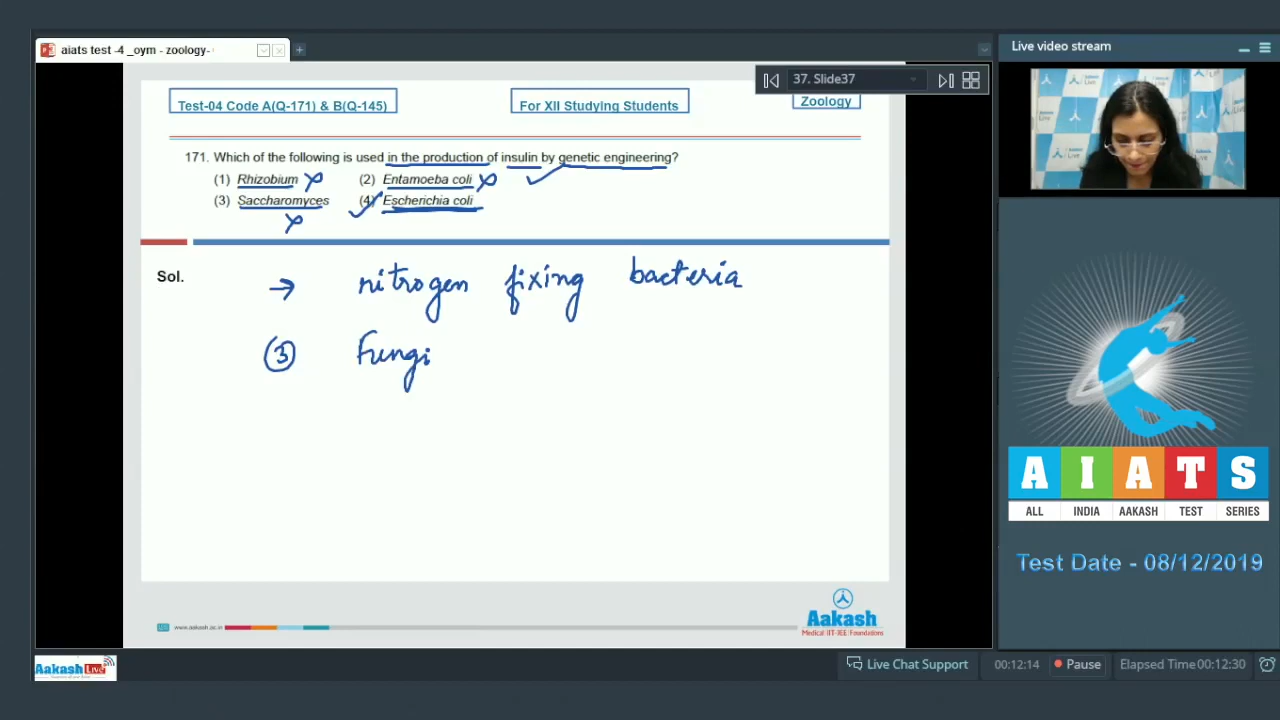 aiats test -4 _oym - zoology-
Live video stream
37. Slide37
Test-04 Code A(Q-171) & B(Q-145)
For XII Studying Students
Zoology
171. Which of the following is used in the production of insulin by genetic engineering?
(1) Rhizobium
(2) Entamoeba coli
(3) Saccharomyces
(4) Escherichia coli
Sol.
→ nitrogen fixing bacteria
③ Fungi
www.aakash.ac.in
Aakash
Medical|IIT-JEE|Foundations
A I A T S
ALL INDIA AAKASH TEST SERIES
Test Date - 08/12/2019
Aakash Live
Live Chat Support
00:12:14
Pause
Elapsed Time 00:12:30